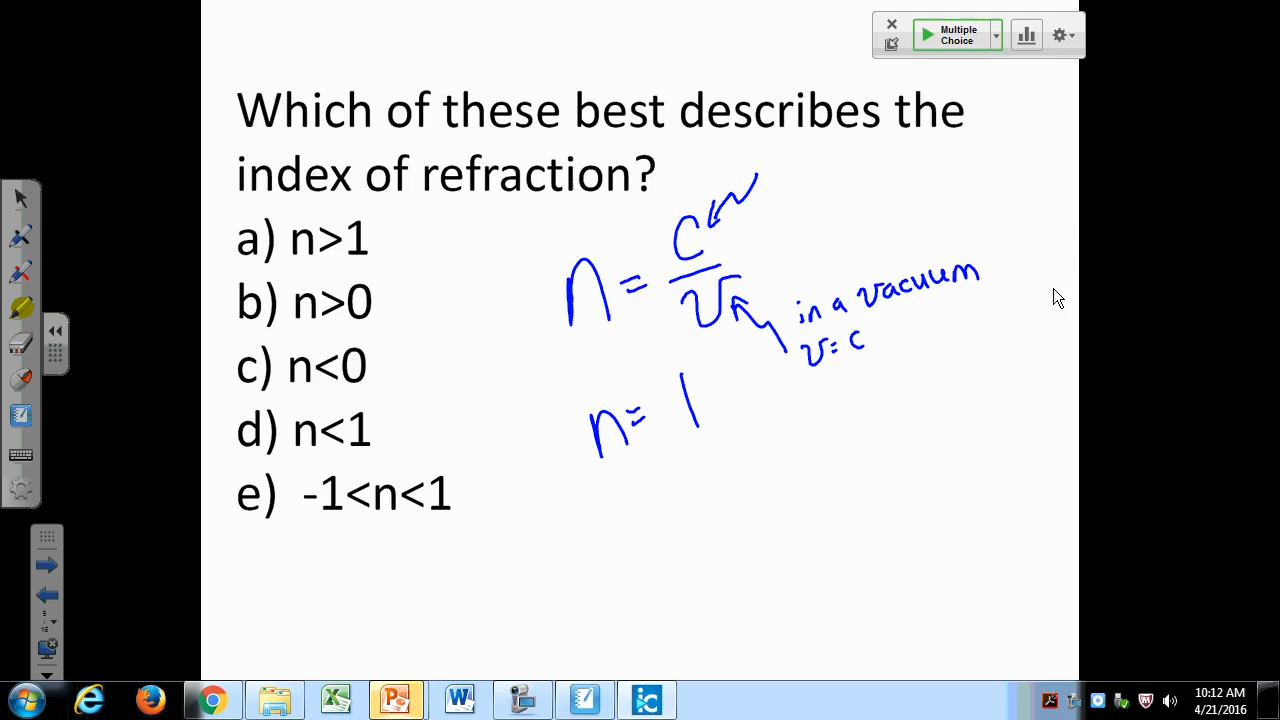 Multiple
Choice
Which of these best describes the
index of refraction?
a) n>1
b) n>0
c) n<0
d) n<1
e) -1<n<1
n = c
v
in a vacuum
v = c
n = 1
10:12 AM
4/21/2016